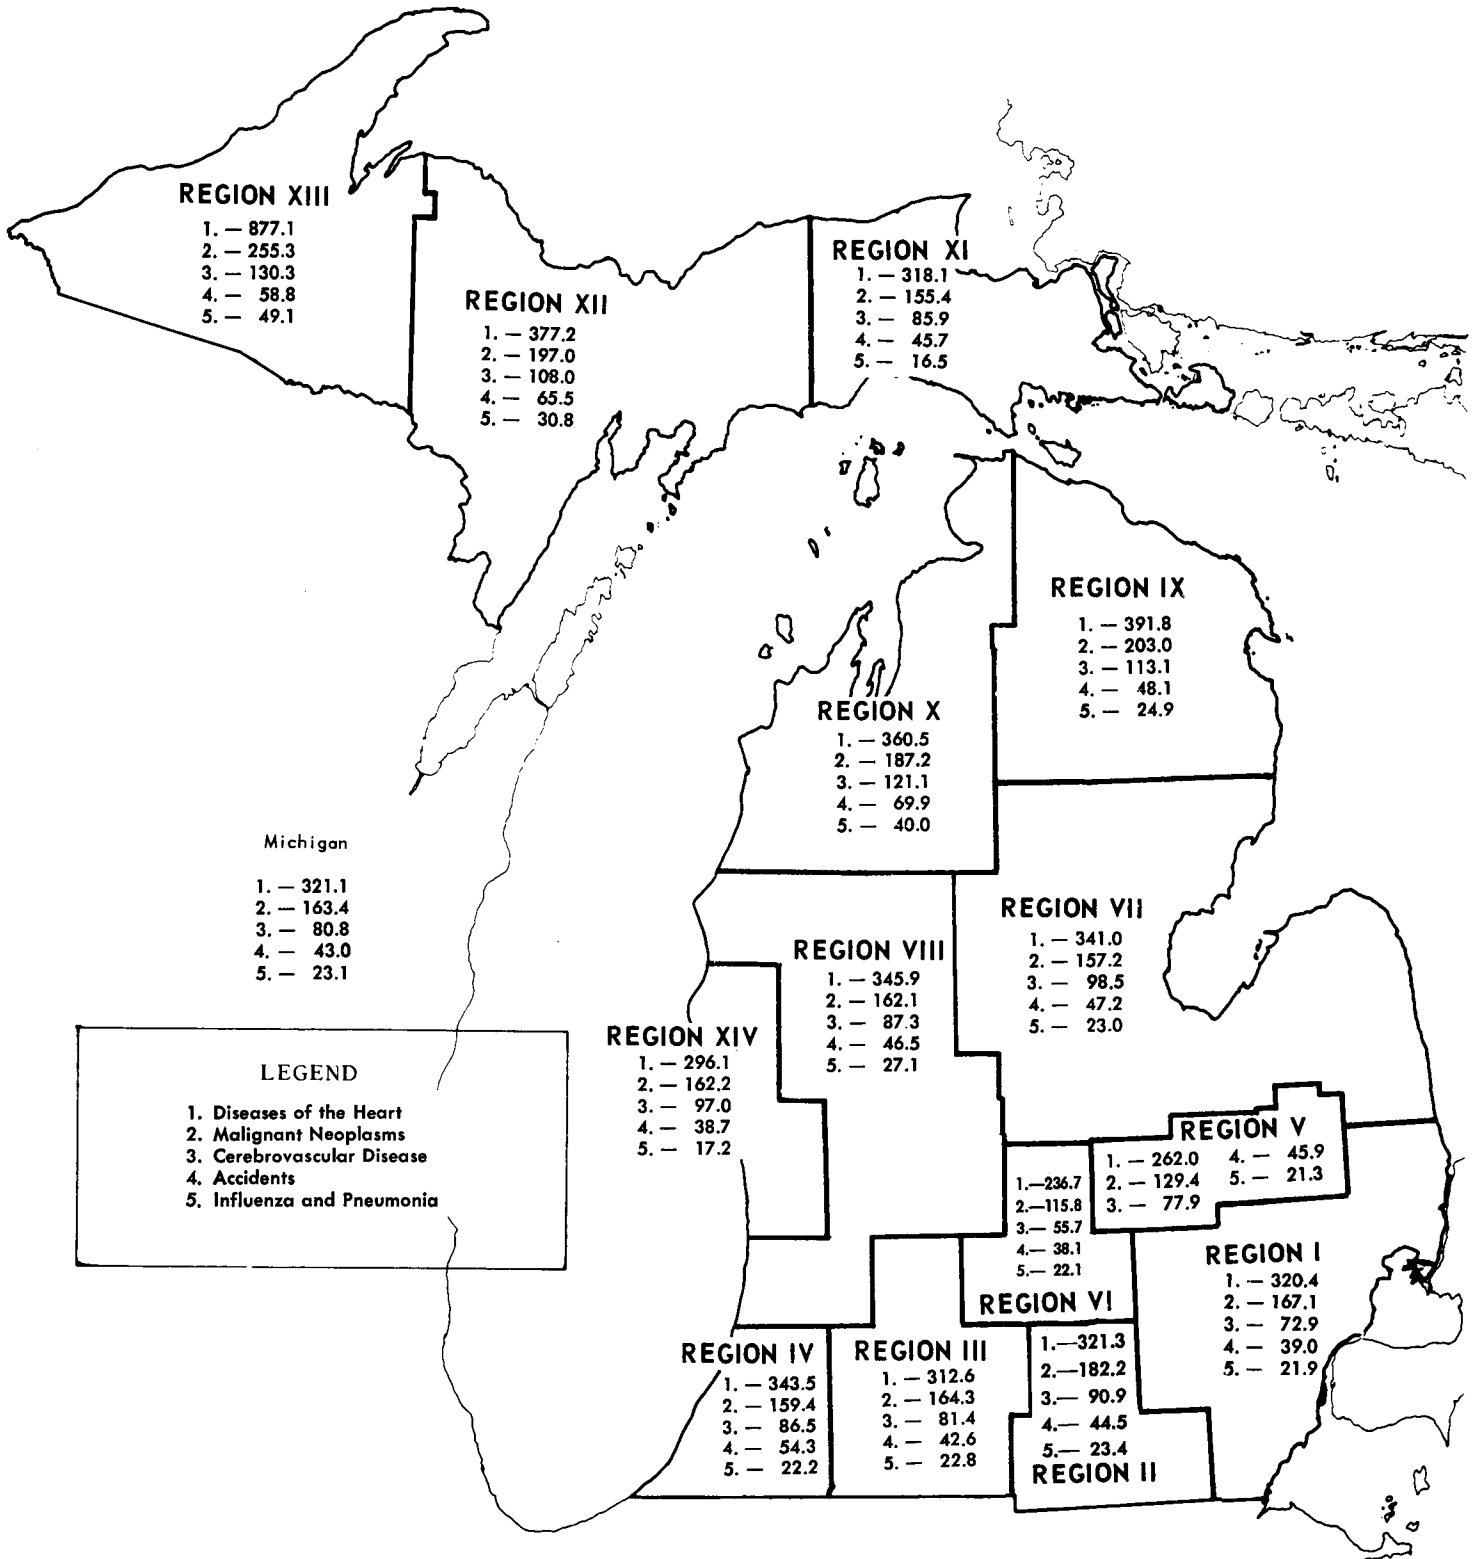 REGION XIII
1. — 877.1
2. — 255.3
3. — 130.3
4. — 58.8
5. — 49.1
REGION XII
1. — 377.2
2. — 197.0
3. — 108.0
4. — 65.5
5. — 30.8
REGION XI
1. — 318.1
2. — 155.4
3. — 85.9
4. — 45.7
5. — 16.5
REGION IX
1. — 391.8
2. — 203.0
3. — 113.1
4. — 48.1
5. — 24.9
REGION X
1. — 360.5
2. — 187.2
3. — 121.1
4. — 69.9
5. — 40.0
Michigan
1. — 321.1
2. — 163.4
3. — 80.8
4. — 43.0
5. — 23.1
REGION VII
1. — 341.0
2. — 157.2
3. — 98.5
4. — 47.2
5. — 23.0
REGION VIII
1. — 345.9
2. — 162.1
3. — 87.3
4. — 46.5
5. — 27.1
REGION XIV
1. — 296.1
2. — 162.2
3. — 97.0
4. — 38.7
5. — 17.2
LEGEND
1. Diseases of the Heart
2. Malignant Neoplasms
3. Cerebrovascular Disease
4. Accidents
5. Influenza and Pneumonia
REGION V
1. — 262.0 4. — 45.9
2. — 129.4 5. — 21.3
3. — 77.9
1.—236.7
2.—115.8
3.— 55.7
4.— 38.1
5.— 22.1
REGION VI
REGION I
1. — 320.4
2. — 167.1
3. — 72.9
4. — 39.0
5. — 21.9
REGION IV
1. — 343.5
2. — 159.4
3. — 86.5
4. — 54.3
5. — 22.2
REGION III
1. — 312.6
2. — 164.3
3. — 81.4
4. — 42.6
5. — 22.8
1.—321.3
2.—182.2
3.— 90.9
4.— 44.5
5.— 23.4
REGION II